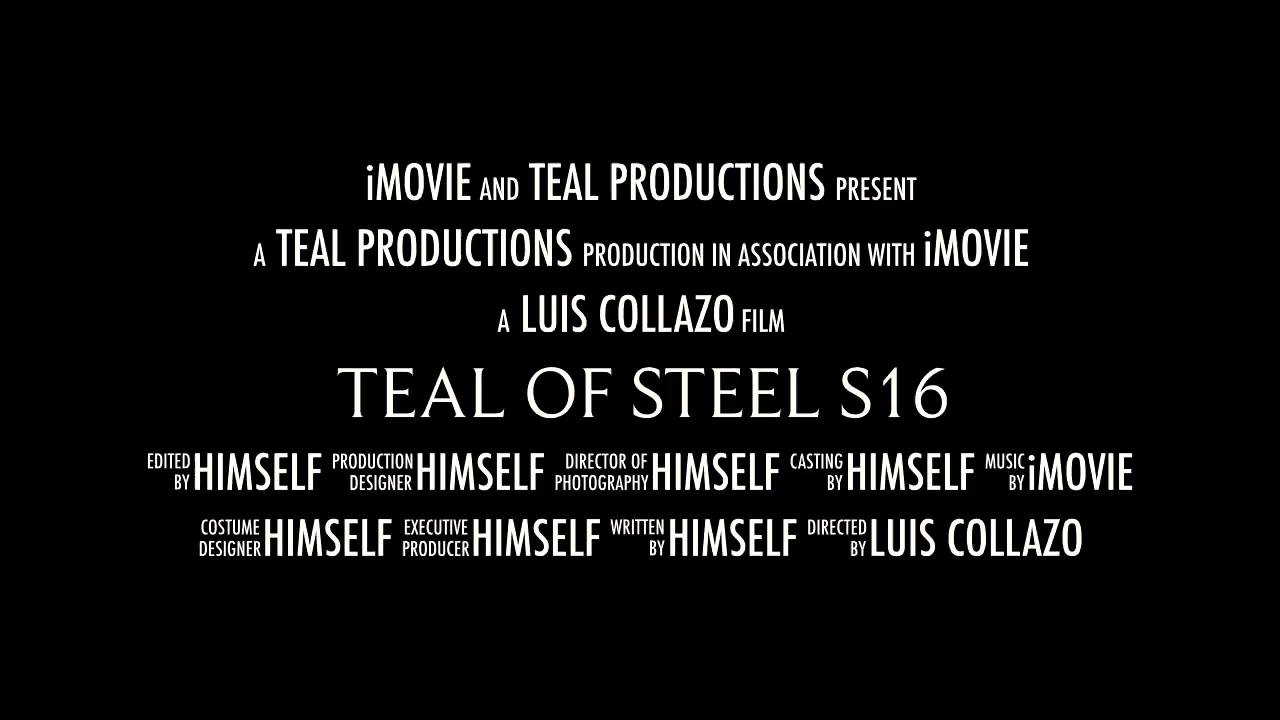 iMOVIE AND TEAL PRODUCTIONS PRESENT
A TEAL PRODUCTIONS PRODUCTION IN ASSOCIATION WITH iMOVIE
A LUIS COLLAZO FILM
TEAL OF STEEL S16
EDITED BY HIMSELF PRODUCTION DESIGNER HIMSELF DIRECTOR OF PHOTOGRAPHY HIMSELF CASTING BY HIMSELF MUSIC BY iMOVIE
COSTUME DESIGNER HIMSELF EXECUTIVE PRODUCER HIMSELF WRITTEN BY HIMSELF DIRECTED BY LUIS COLLAZO